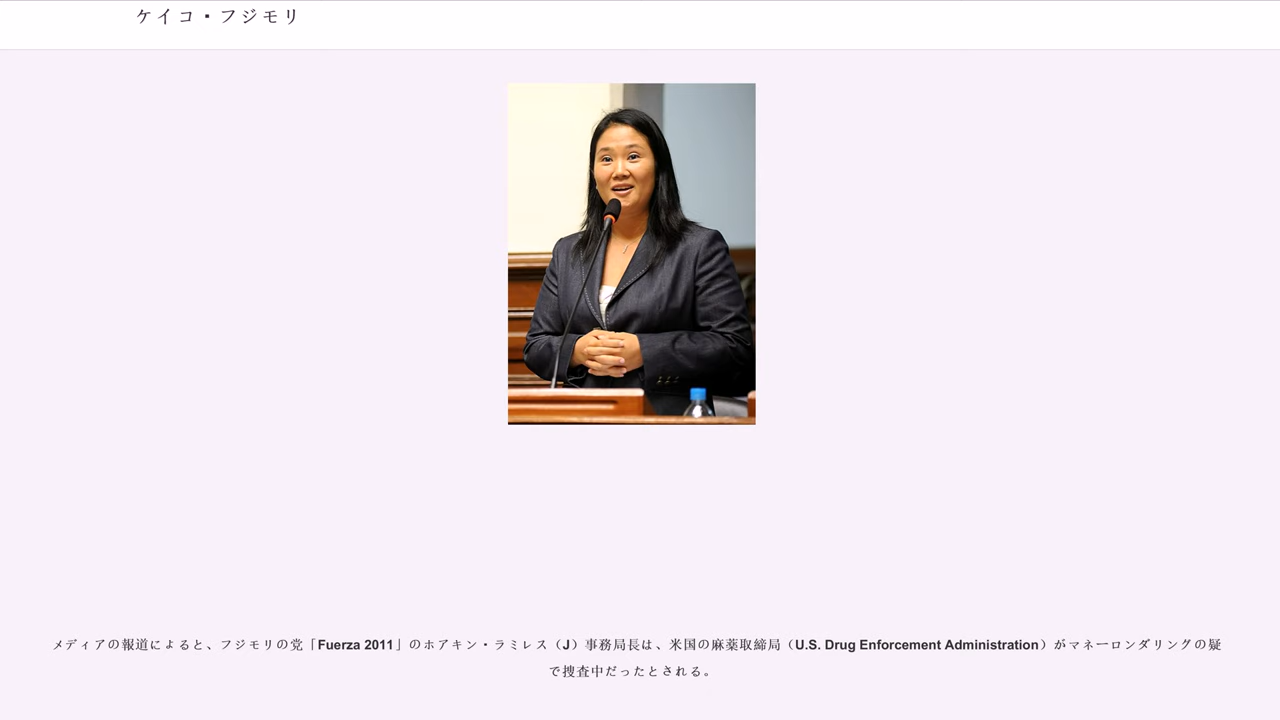 ケイコ・フジモリ
メディアの報道によると、フジモリの党「Fuerza 2011」のホアキン・ラミレス（J）事務局長は、米国の麻薬取締局（U.S. Drug Enforcement Administration）がマネーロンダリングの疑
で捜査中だったとされる。